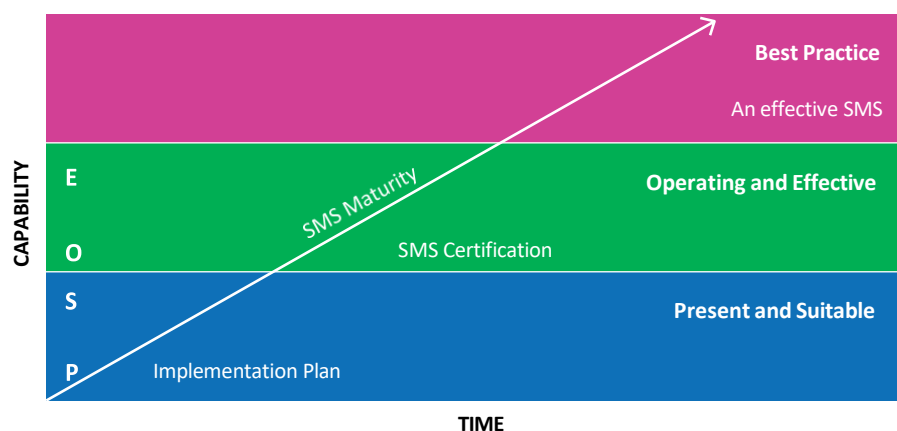 Best Practice
An effective SMS
E
Operating and Effective
SMS Maturity
O
SMS Certification
S
Present and Suitable
P
Implementation Plan
CAPABILITY
TIME